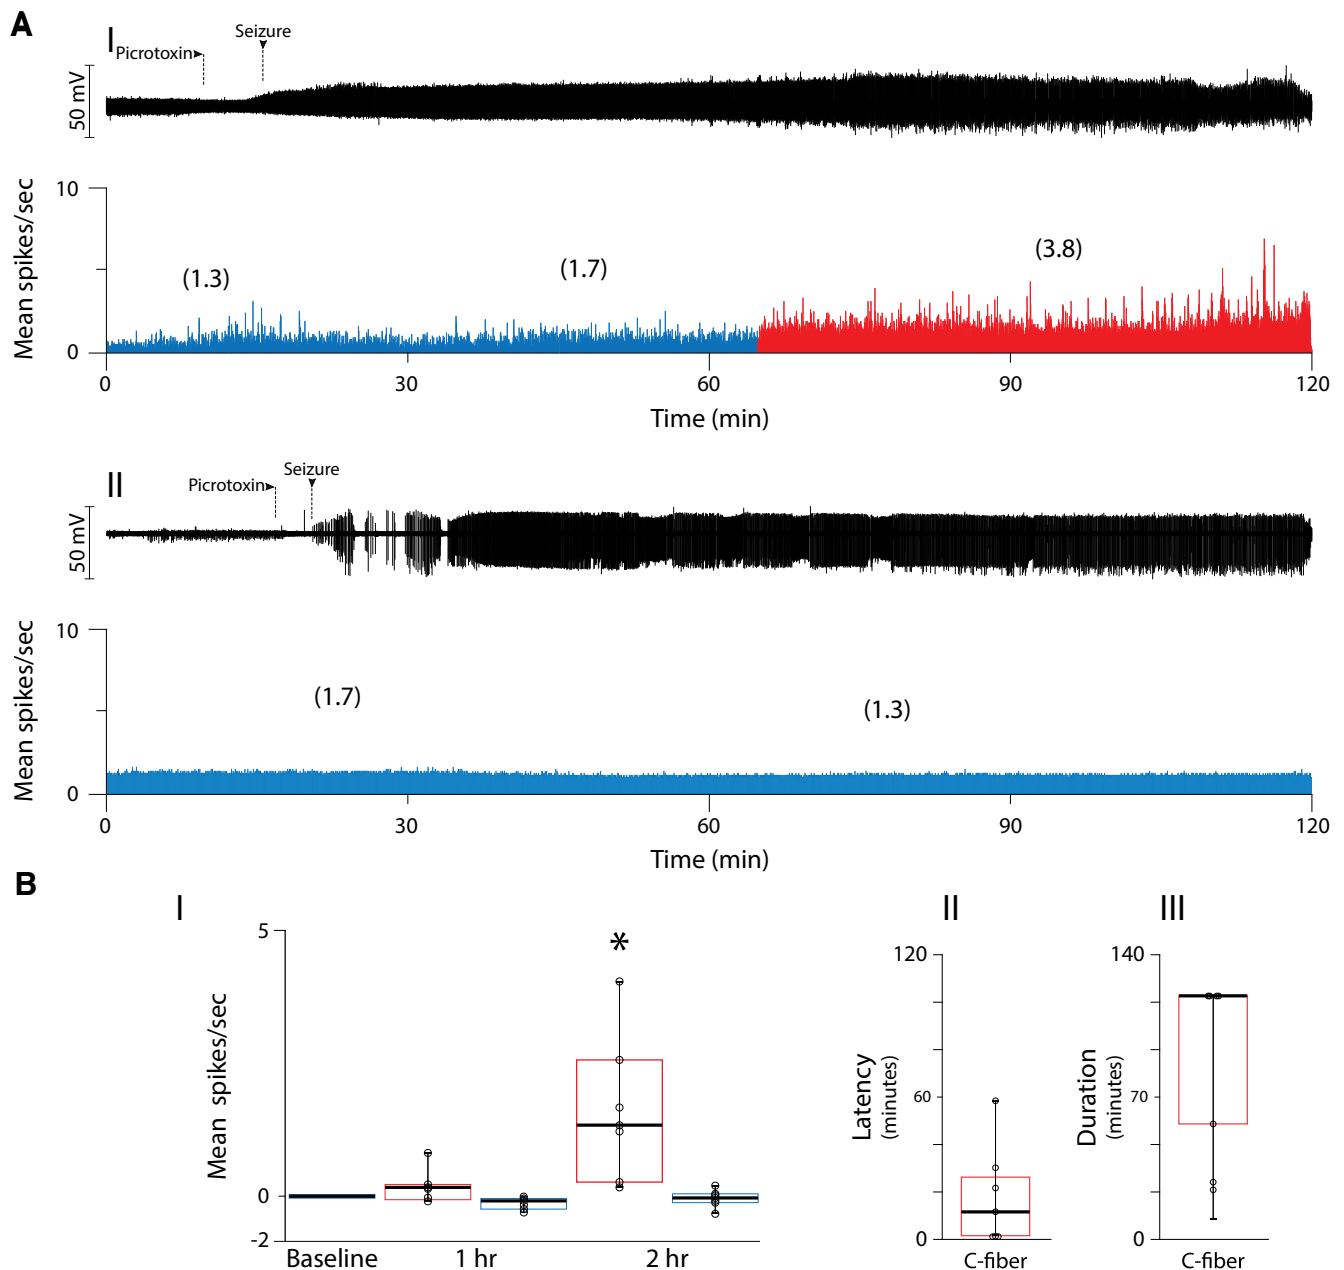 A
I
Picrotoxin
Seizure
50 mV
Mean spikes/sec
10
0
(1.3)
(1.7)
(3.8)
0 30 60 90 120
Time (min)
II
Picrotoxin
Seizure
50 mV
Mean spikes/sec
10
0
(1.7)
(1.3)
0 30 60 90 120
Time (min)
B
I
Mean spikes/sec
5
0
-2
*
Baseline 1 hr 2 hr
II
Latency
(minutes)
120
60
0
C-fiber
III
Duration
(minutes)
140
70
0
C-fiber